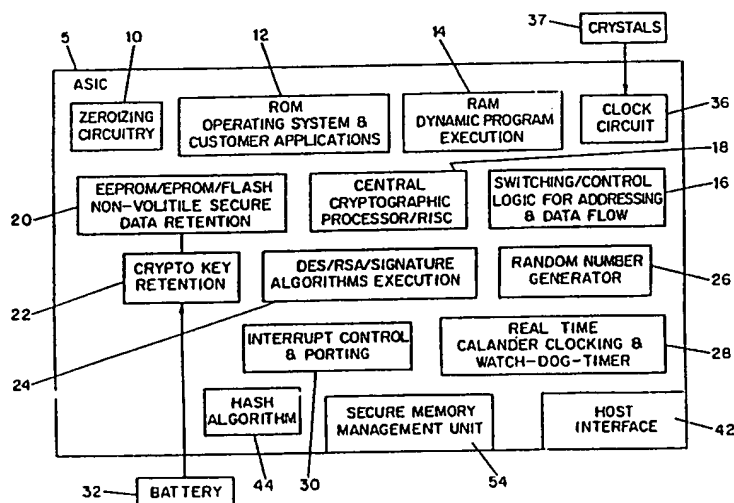 37
CRYSTALS
5
10
12
14
ASIC
ZEROIZING
CIRCUITRY
ROM
OPERATING SYSTEM &
CUSTOMER APPLICATIONS
RAM
DYNAMIC PROGRAM
EXECUTION
CLOCK
CIRCUIT
36
18
EEPROM/EPROM/FLASH
NON-VOLATILE SECURE
DATA RETENTION
CENTRAL
CRYPTOGRAPHIC
PROCESSOR/RISC
SWITCHING/CONTROL
LOGIC FOR ADDRESSING
& DATA FLOW
16
20
CRYPTO KEY
RETENTION
DES/RSA/SIGNATURE
ALGORITHMS EXECUTION
RANDOM NUMBER
GENERATOR
26
22
INTERRUPT CONTROL
& PORTING
REAL TIME
CALANDER CLOCKING &
WATCH-DOG-TIMER
28
24
HASH
ALGORITHM
SECURE MEMORY
MANAGEMENT UNIT
HOST
INTERFACE
42
32
BATTERY
44
30
54